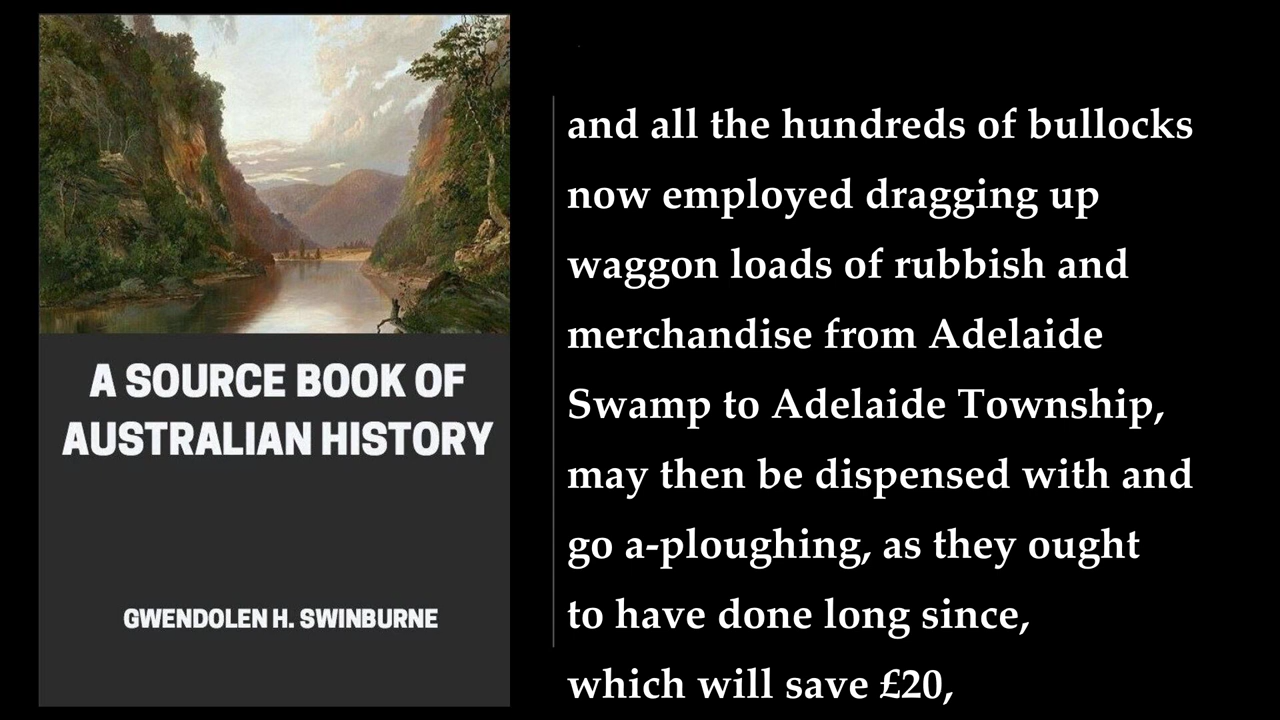 A SOURCE BOOK OF
AUSTRALIAN HISTORY
GWENDOLEN H. SWINBURNE
and all the hundreds of bullocks
now employed dragging up
waggon loads of rubbish and
merchandise from Adelaide
Swamp to Adelaide Township,
may then be dispensed with and
go a-ploughing, as they ought
to have done long since,
which will save £20,